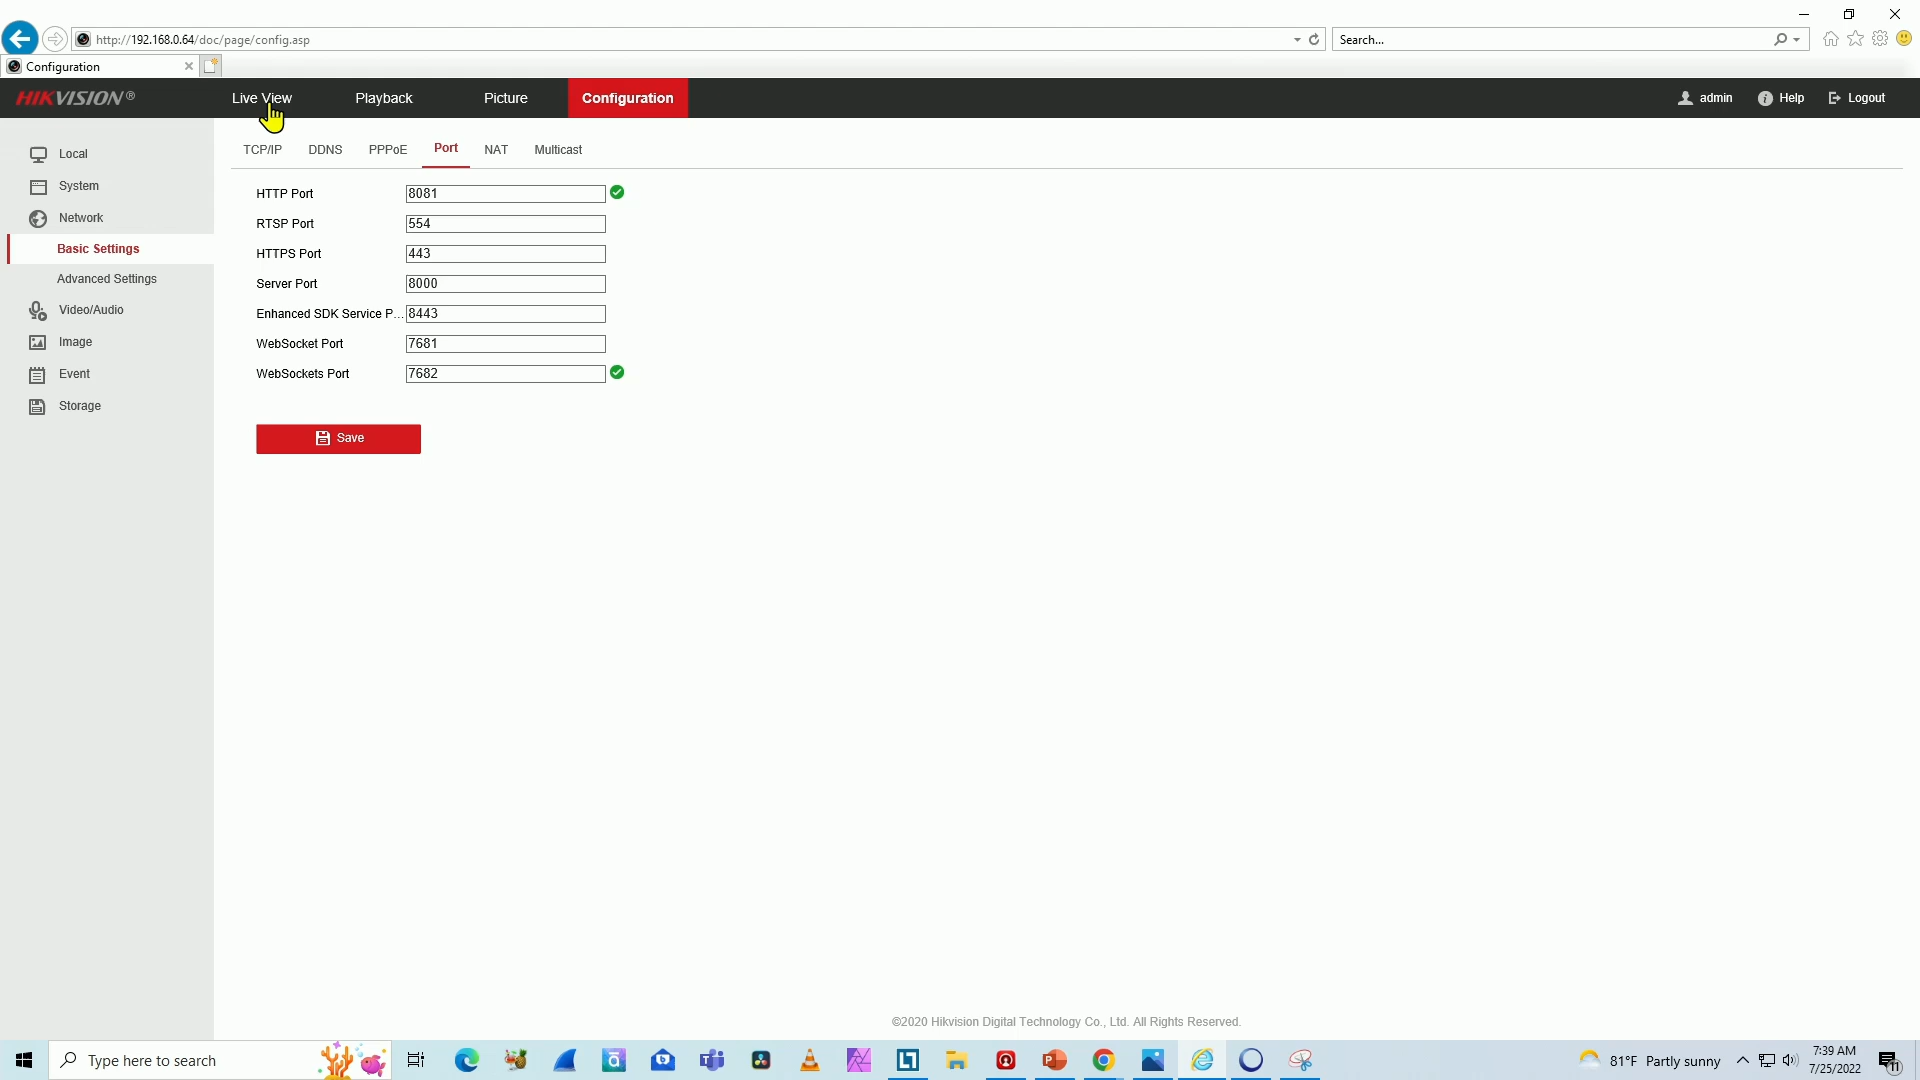 http://192.168.0.64/doc/page/config.asp
Search...
Configuration
HIKVISION®
Live View
Playback
Picture
Configuration
admin
Help
Logout
Local
System
Network
Basic Settings
Advanced Settings
Video/Audio
Image
Event
Storage
TCP/IP
DDNS
PPPoE
Port
NAT
Multicast
HTTP Port 8081
RTSP Port 554
HTTPS Port 443
Server Port 8000
Enhanced SDK Service P... 8443
WebSocket Port 7681
WebSockets Port 7682
Save
©2020 Hikvision Digital Technology Co., Ltd. All Rights Reserved.
Type here to search
81°F Partly sunny
7:39 AM
7/25/2022
11